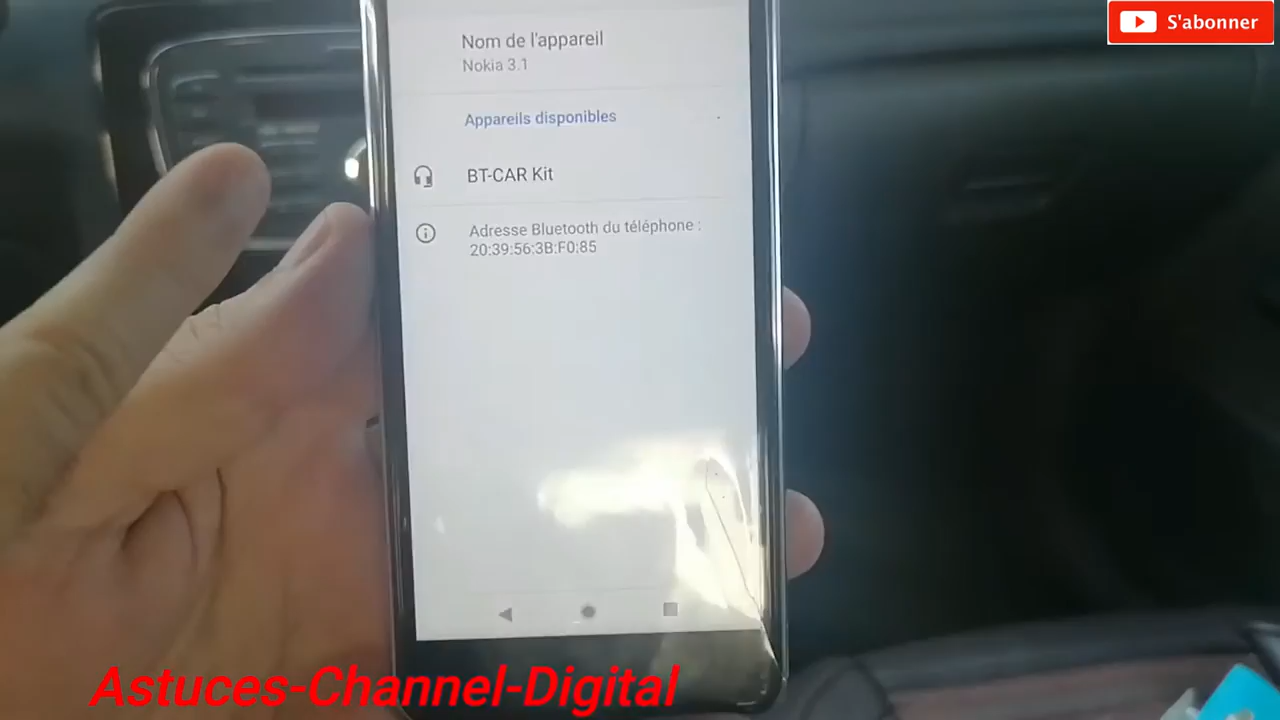 S'abonner
Nom de l'appareil
Nokia 3.1
Appareils disponibles
BT-CAR Kit
Adresse Bluetooth du téléphone :
20:39:56:3B:F0:85
Astuces-Channel-Digital